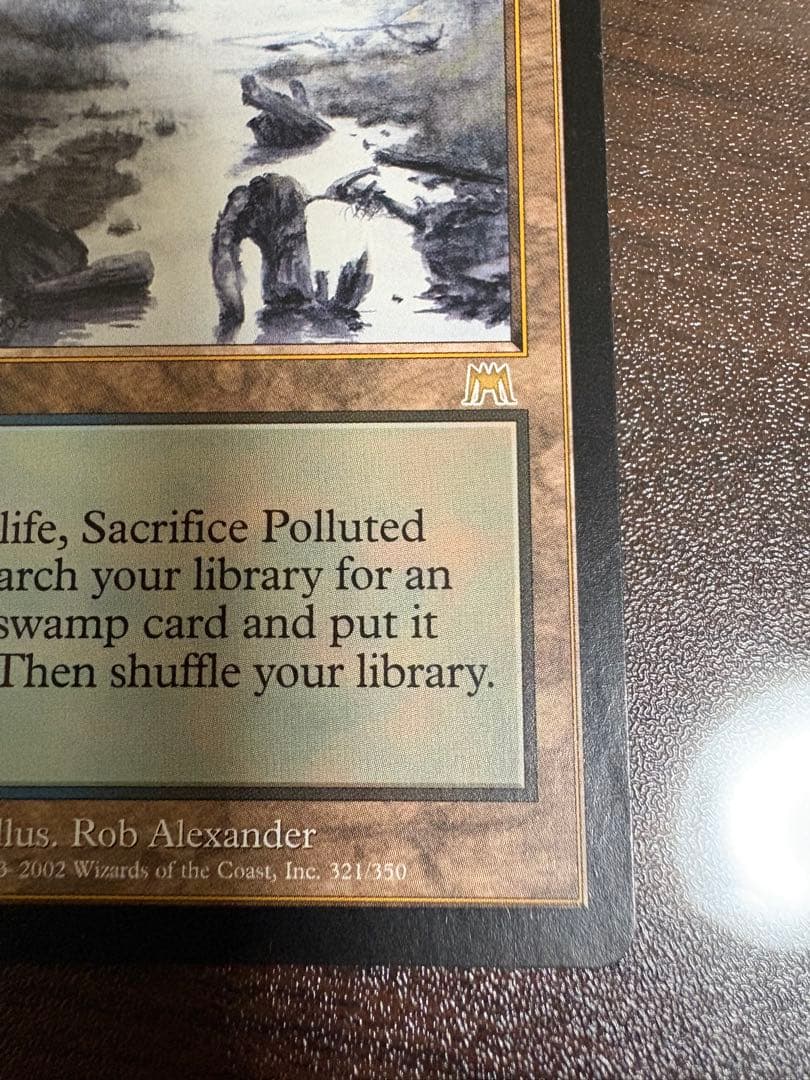 life, Sacrifice Polluted
arch your library for an
swamp card and put it
Then shuffle your library.
llus. Rob Alexander
3-2002 Wizards of the Coast, Inc. 321/350